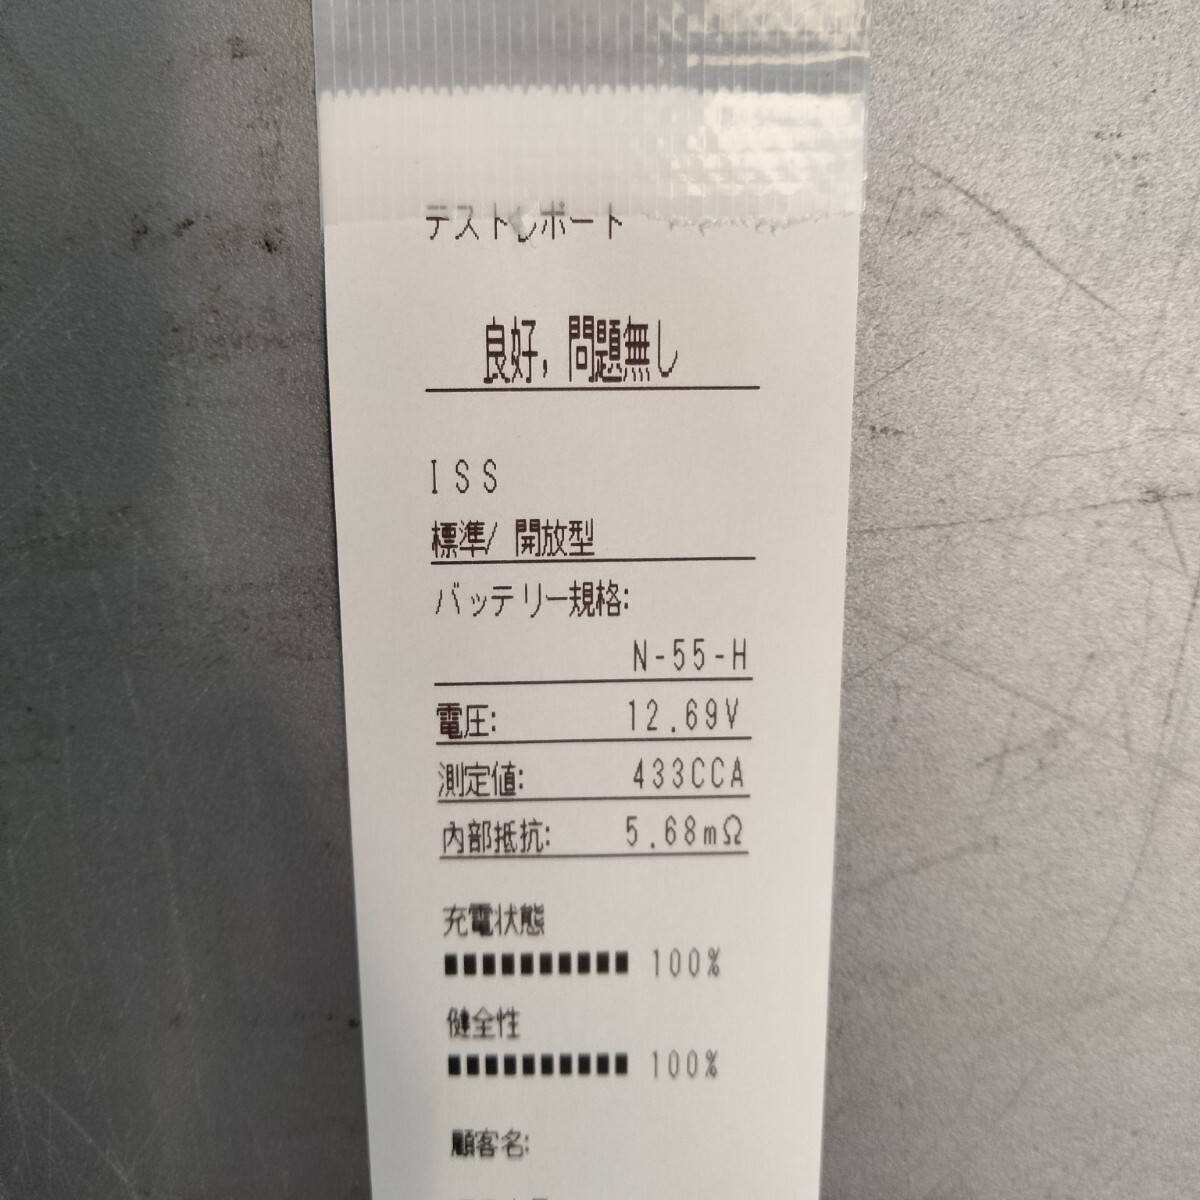 テストレポート
良好, 問題無し
ISS
標準/ 開放型
バッテリー規格:
N-55-H
電圧: 12.69V
測定値: 433CCA
内部抵抗: 5.68mΩ
充電状態
■■■■■■■■■■ 100%
健全性
■■■■■■■■■■ 100%
顧客名: